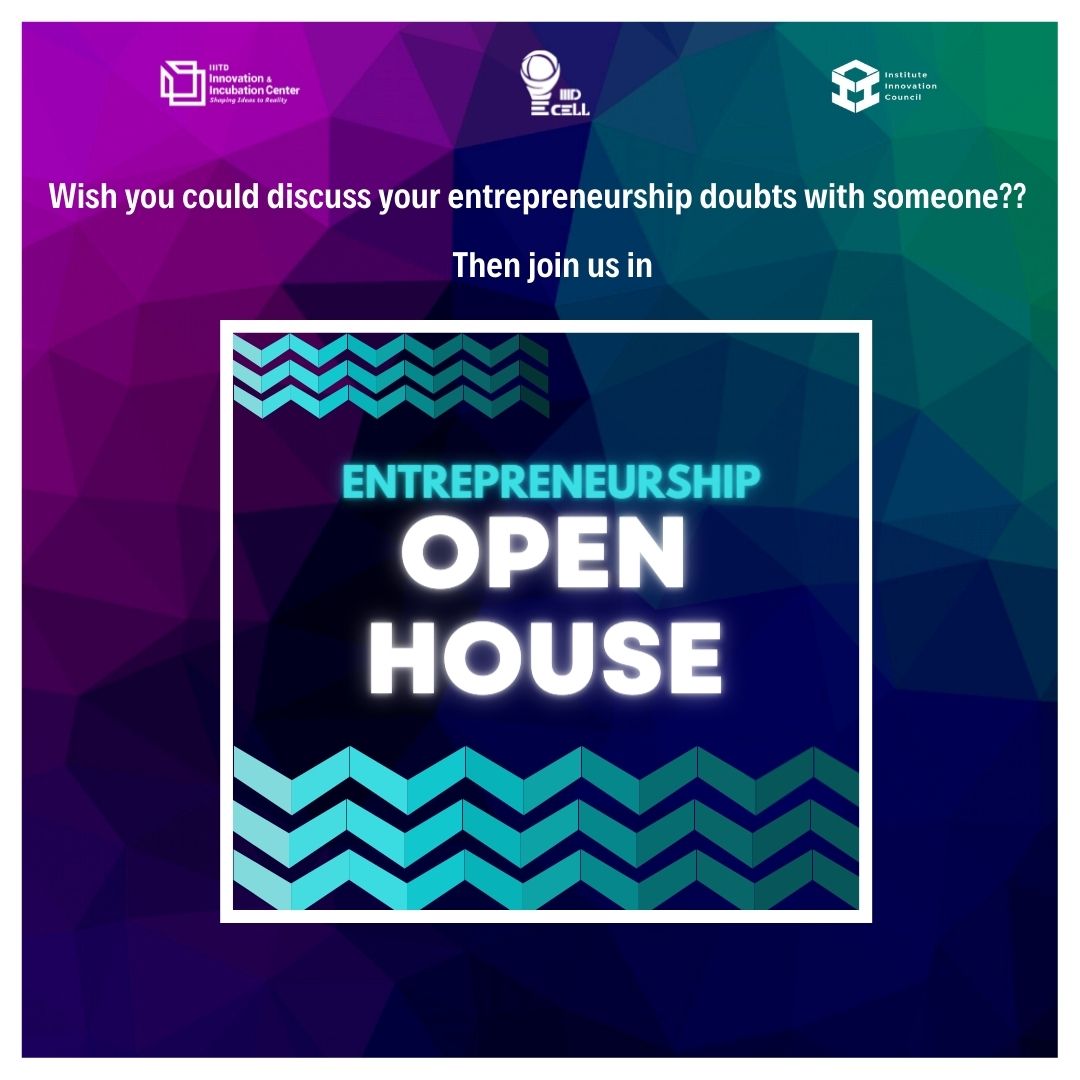 IIITD
Innovation &
Incubation Center
Shaping Ideas to Reality
IIID
E CELL
Institute
Innovation
Council
Wish you could discuss your entrepreneurship doubts with someone??
Then join us in
ENTREPRENEURSHIP
OPEN
HOUSE